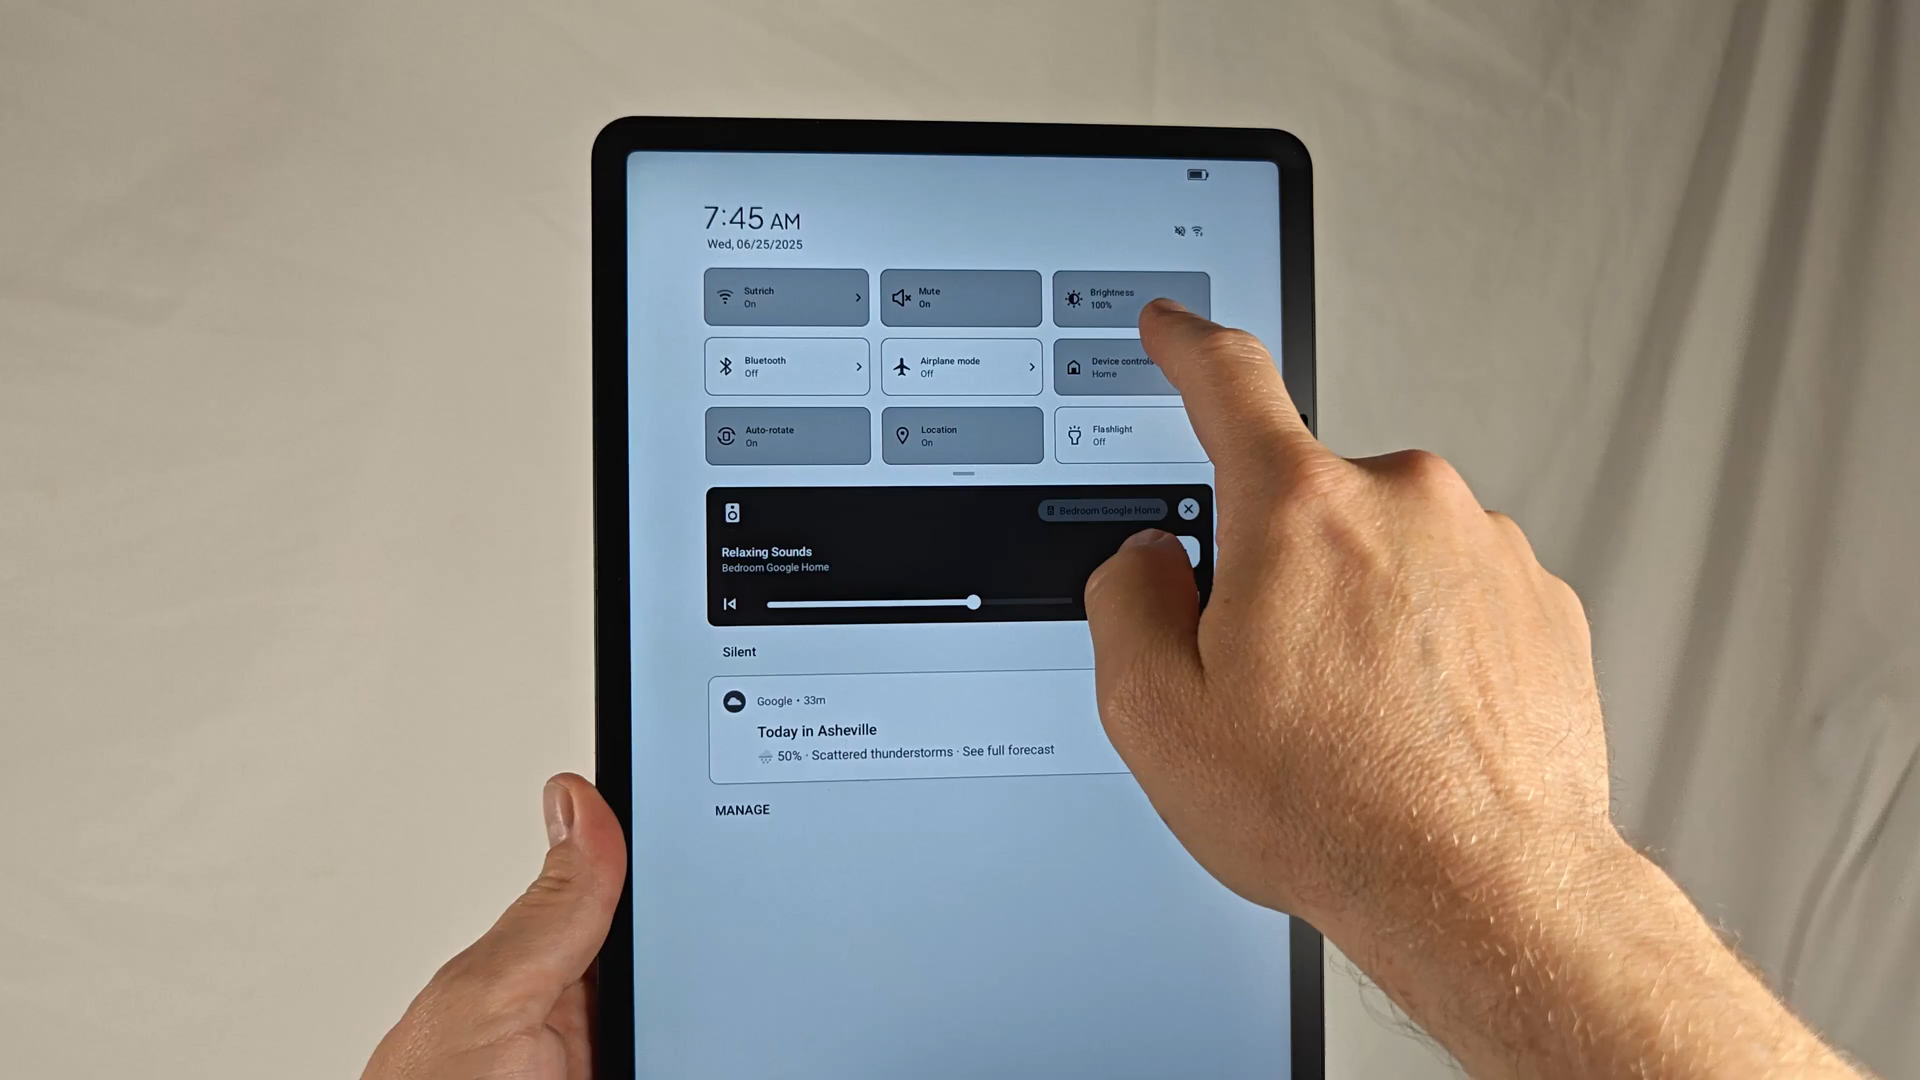 7:45 AM
Wed, 06/25/2025
Sutrich
On
Mute
On
Brightness
100%
Bluetooth
Off
Airplane mode
Off
Device controls
Home
Auto-rotate
On
Location
On
Flashlight
Off
Bedroom Google Home
Relaxing Sounds
Bedroom Google Home
Silent
Google • 33m
Today in Asheville
50% · Scattered thunderstorms · See full forecast
MANAGE